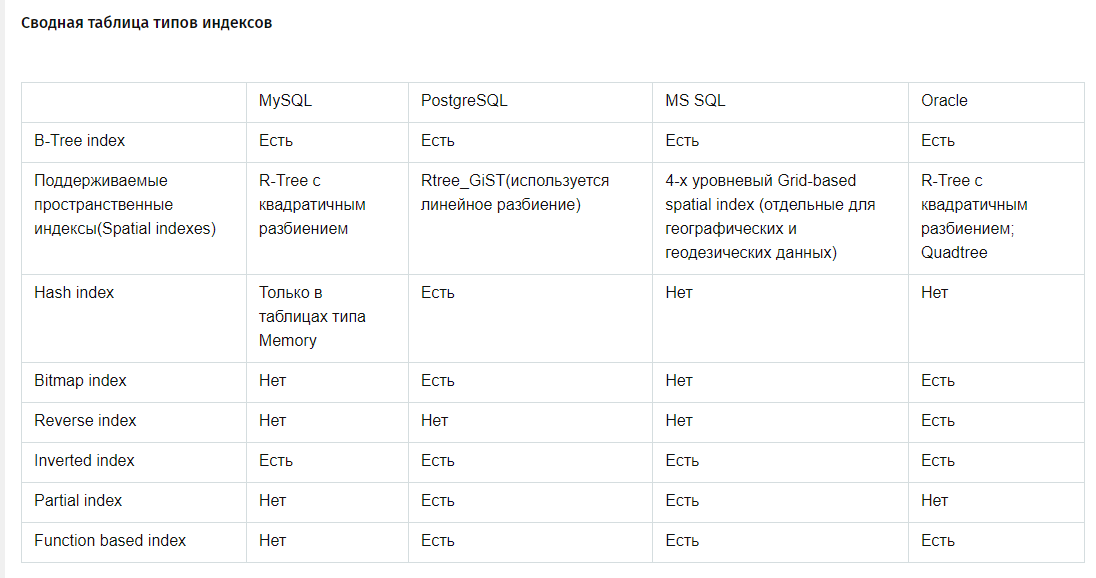 Сводная таблица типов индексов
MySQL PostgreSQL MS SQL Oracle
B-Tree index Есть Есть Есть Есть
Поддерживаемые R-Tree с Rtree_GiST(используется 4-х уровневый Grid-based R-Tree с
пространственные квадратичным линейное разбиение) spatial index (отдельные для квадратичным
индексы(Spatial indexes) разбиением географических и разбиением;
геодезических данных) Quadtree
Hash index Только в Есть Нет Нет
таблицах типа
Memory
Bitmap index Нет Есть Нет Есть
Reverse index Нет Нет Нет Есть
Inverted index Есть Есть Есть Есть
Partial index Нет Есть Есть Нет
Function based index Нет Есть Есть Есть